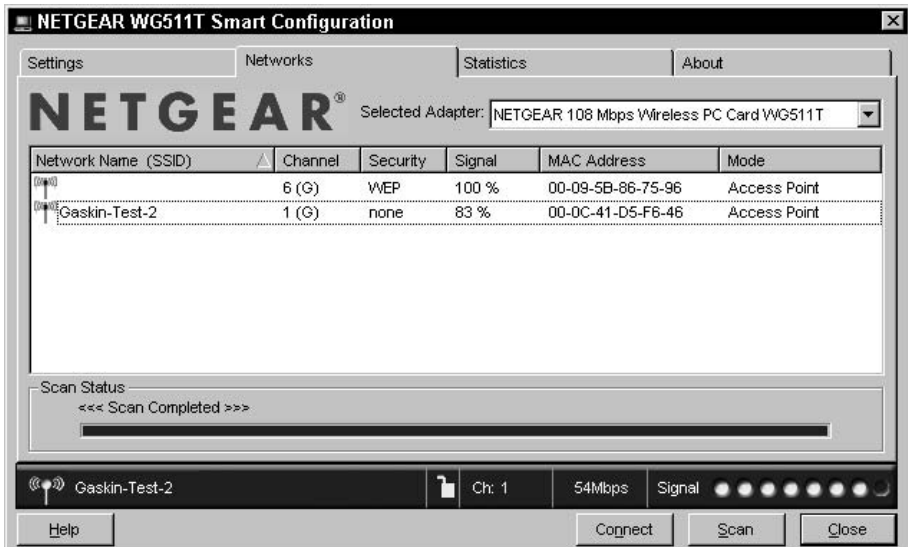 NETGEAR WG511T Smart Configuration
Settings Networks Statistics About
NETGEAR® Selected Adapter: NETGEAR 108 Mbps Wireless PC Card WG511T
Network Name (SSID) Channel Security Signal MAC Address Mode
6 (G) WEP 100 % 00-09-5B-86-75-96 Access Point
Gaskin-Test-2 1 (G) none 83 % 00-0C-41-D5-F6-46 Access Point
Scan Status
<<< Scan Completed >>>
Gaskin-Test-2 Ch: 1 54Mbps Signal
Help Connect Scan Close